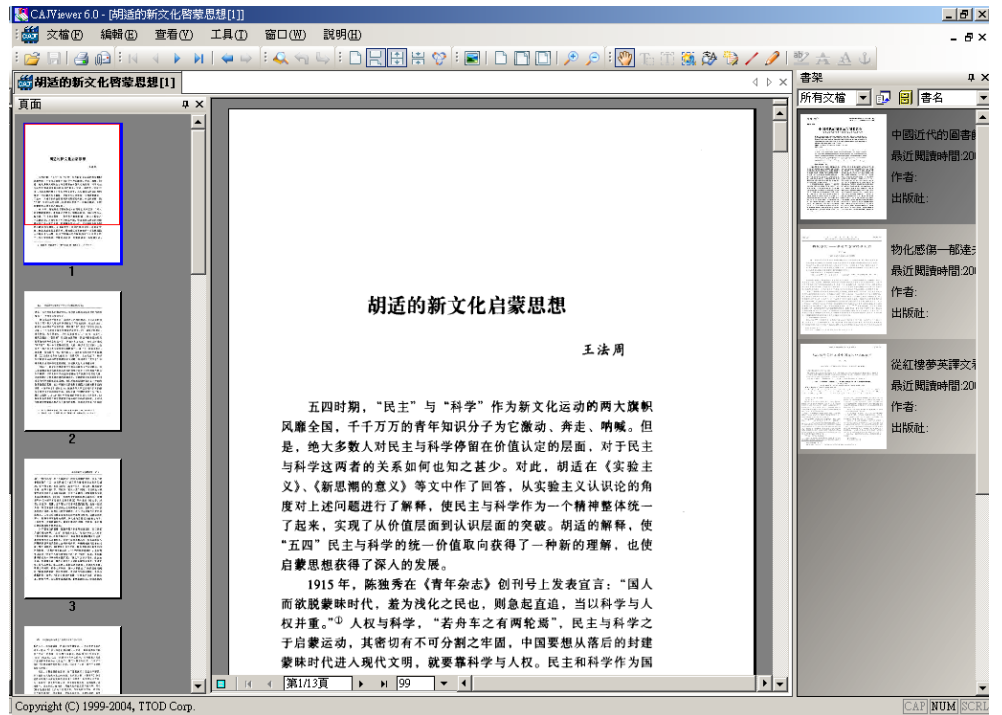 CAJViewer 6.0 - [胡适的新文化啓蒙思想[1]]
文檔(F) 編輯(E) 查看(V) 工具(T) 窗口(W) 說明(H)
胡适的新文化啓蒙思想[1]
頁面
1
2
3
胡适的新文化启蒙思想
王法周
五四时期，“民主”与“科学”作为新文化运动的两大旗帜
风靡全国，千千万万的青年知识分子为它激动、奔走、呐喊。但
是，绝大多数人对民主与科学停留在价值认定的层面，对于民主
与科学这两者的关系如何也知之甚少。对此，胡适在《实验主
义》、《新思潮的意义》等文中作了回答，从实验主义认识论的角
度对上述问题进行了解释，使民主与科学作为一个精神整体统一
了起来，实现了从价值层面到认识层面的突破。胡适的解释，使
“五四”民主与科学的统一价值取向获得了一种新的理解，也使
启蒙思想获得了深入的发展。
1915年，陈独秀在《青年杂志》创刊号上发表宣言：“国人
而欲脱蒙昧时代，羞为浅化之民也，则急起直追，当以科学与人
权并重。”① 人权与科学，“若舟车之有两轮焉”，民主与科学之
于启蒙运动，其密切有不可分割之牢固，中国要想从落后的封建
蒙昧时代进入现代文明，就要靠科学与人权。民主和科学作为国
第1/13頁
99
書架
所有文檔
書名
中國近代的圖書
最近閱讀時間:20
作者:
出版社:
物化感傷—郁達
最近閱讀時間:20
作者:
出版社:
從紅樓夢英譯文
最近閱讀時間:20
作者:
出版社:
Copyright (C) 1999-2004, TTOD Corp.
CAP NUM SCRL